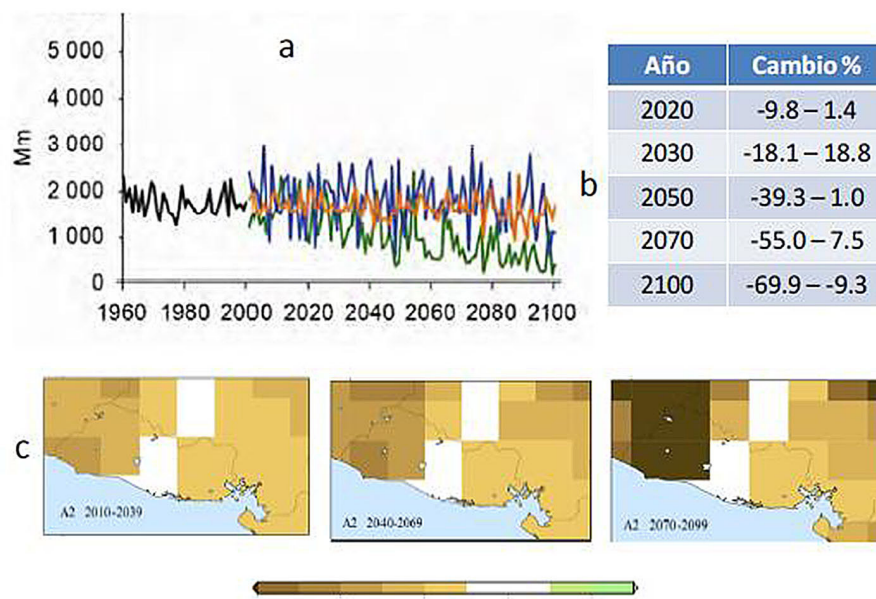 a
5 000
4 000
3 000
2 000
1 000
0
Mm
1960 1980 2000 2020 2040 2060 2080 2100
b
Año Cambio %
2020 -9.8 – 1.4
2030 -18.1 – 18.8
2050 -39.3 – 1.0
2070 -55.0 – 7.5
2100 -69.9 – -9.3
c
A2 2010-2039
A2 2040-2069
A2 2070-2099